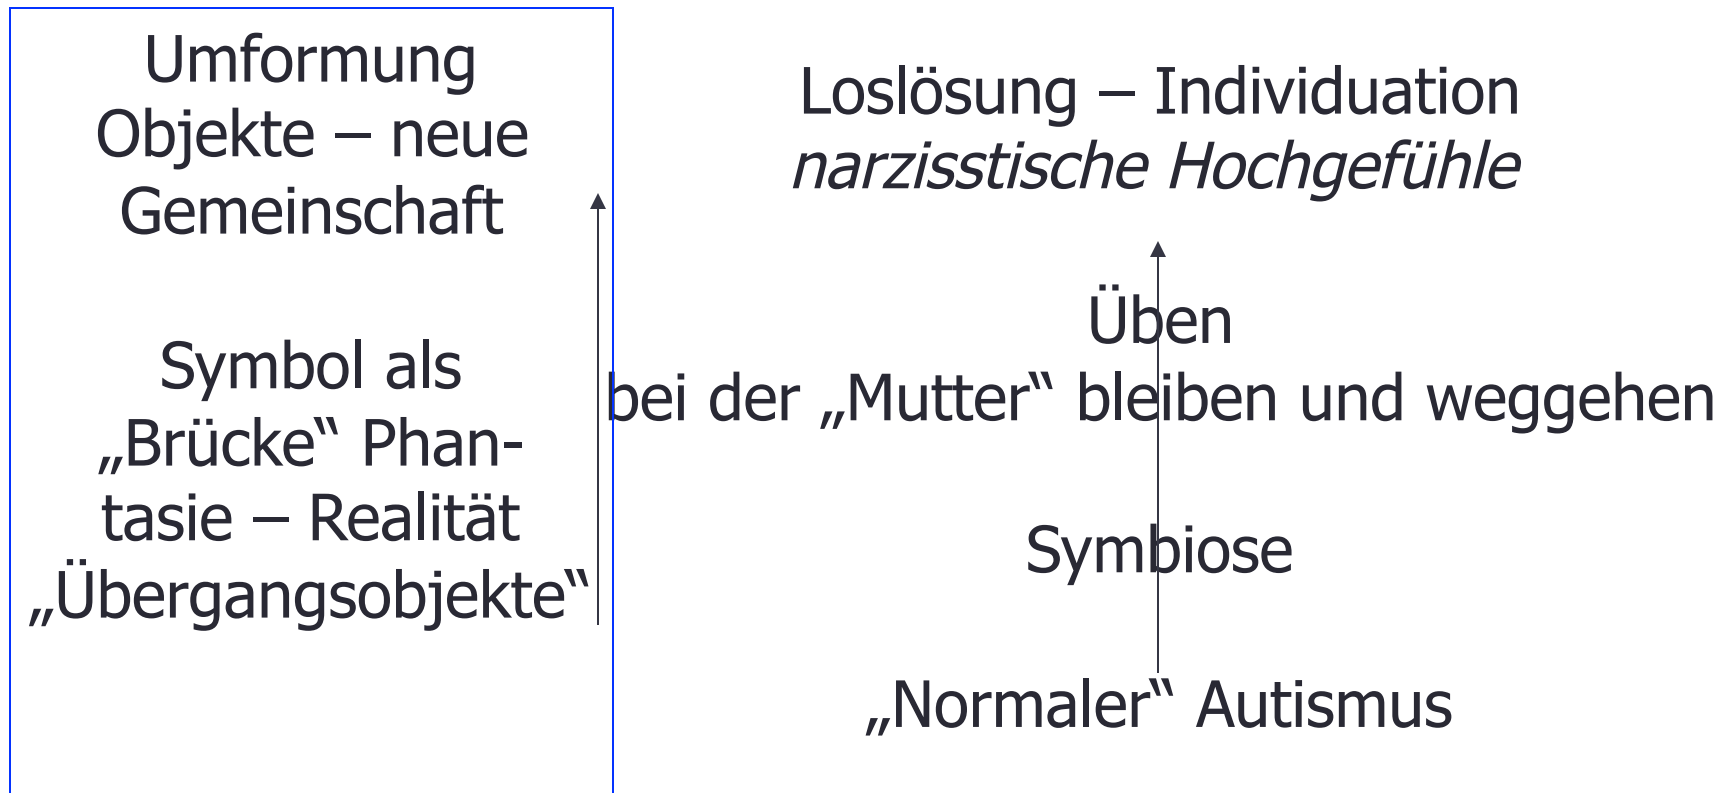 Umformung
Objekte – neue
Gemeinschaft
Symbol als
„Brücke“ Phan-
tasie – Realität
„Übergangsobjekte“
Loslösung – Individuation
narzisstische Hochgefühle
Üben
bei der „Mutter“ bleiben und weggehen
Symbiose
„Normaler“ Autismus